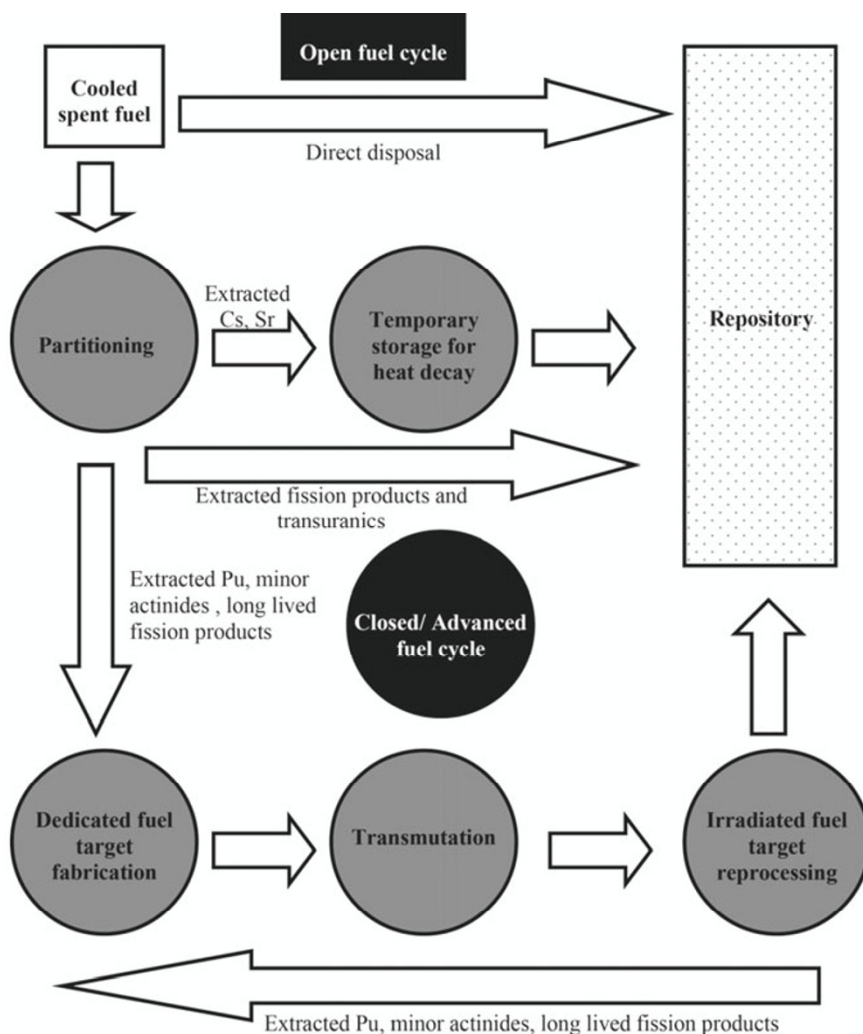 Open fuel cycle
Cooled
spent fuel
Direct disposal
Extracted
Cs, Sr
Partitioning
Temporary
storage for
heat decay
Repository
Extracted fission products and
transuranics
Extracted Pu, minor
actinides , long lived
fission products
Closed/ Advanced
fuel cycle
Dedicated fuel
target
fabrication
Transmutation
Irradiated fuel
target
reprocessing
Extracted Pu, minor actinides, long lived fission products